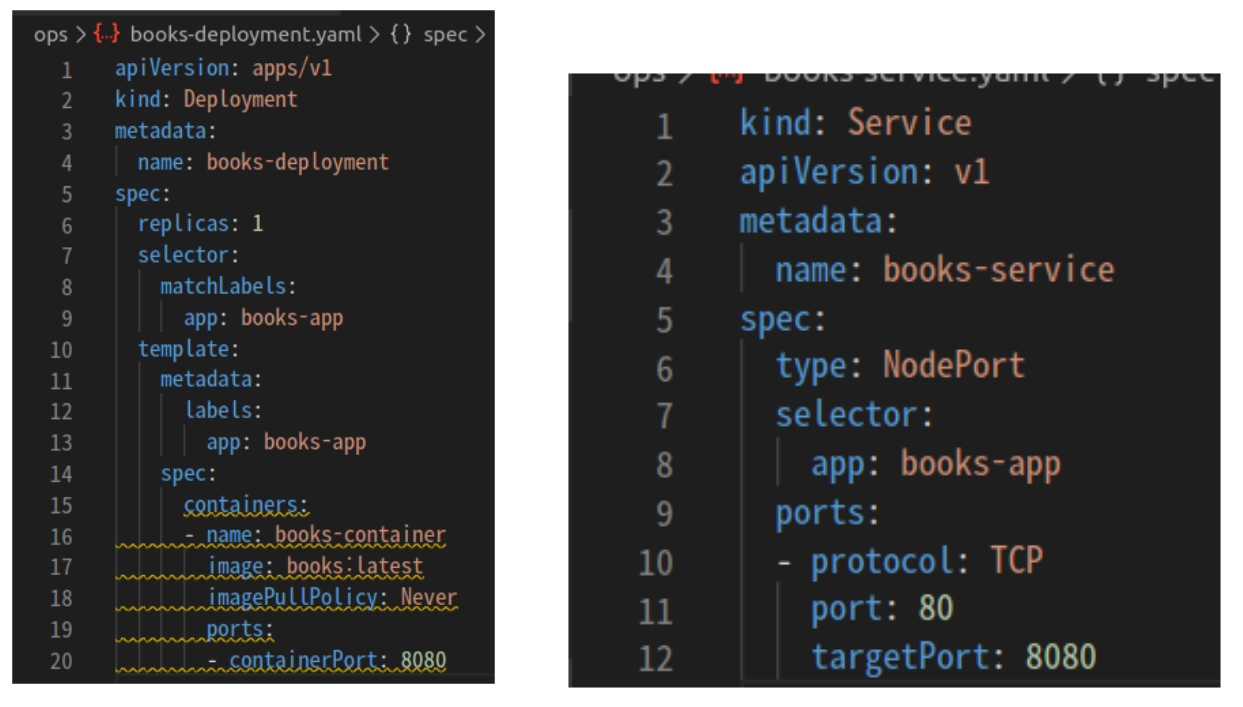 ops > {..} books-deployment.yaml > {} spec >
1 apiVersion: apps/v1
2 kind: Deployment
3 metadata:
4 name: books-deployment
5 spec:
6 replicas: 1
7 selector:
8 matchLabels:
9 app: books-app
10 template:
11 metadata:
12 labels:
13 app: books-app
14 spec:
15 containers:
16 - name: books-container
17 image: books:latest
18 imagePullPolicy: Never
19 ports:
20 - containerPort: 8080
ops > {..} books-service.yaml > {} spec
1 kind: Service
2 apiVersion: v1
3 metadata:
4 name: books-service
5 spec:
6 type: NodePort
7 selector:
8 app: books-app
9 ports:
10 - protocol: TCP
11 port: 80
12 targetPort: 8080